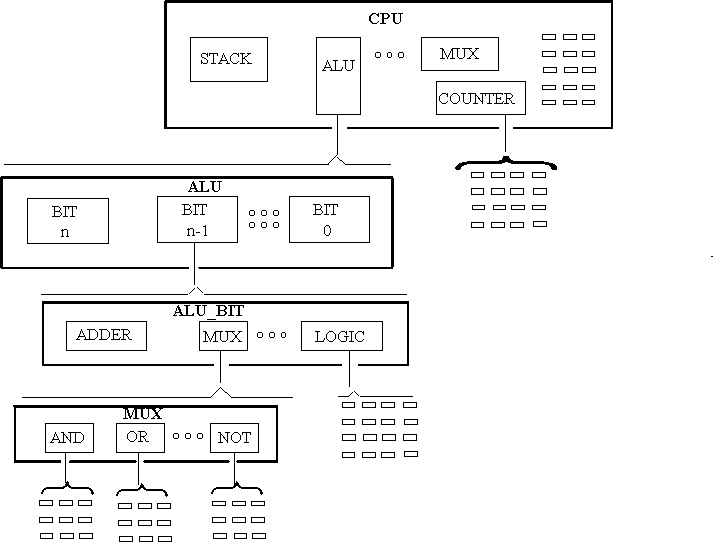 CPU
STACK
ALU
MUX
COUNTER
ALU
BIT
n
BIT
n-1
BIT
0
ALU_BIT
ADDER
MUX
LOGIC
MUX
AND
OR
NOT